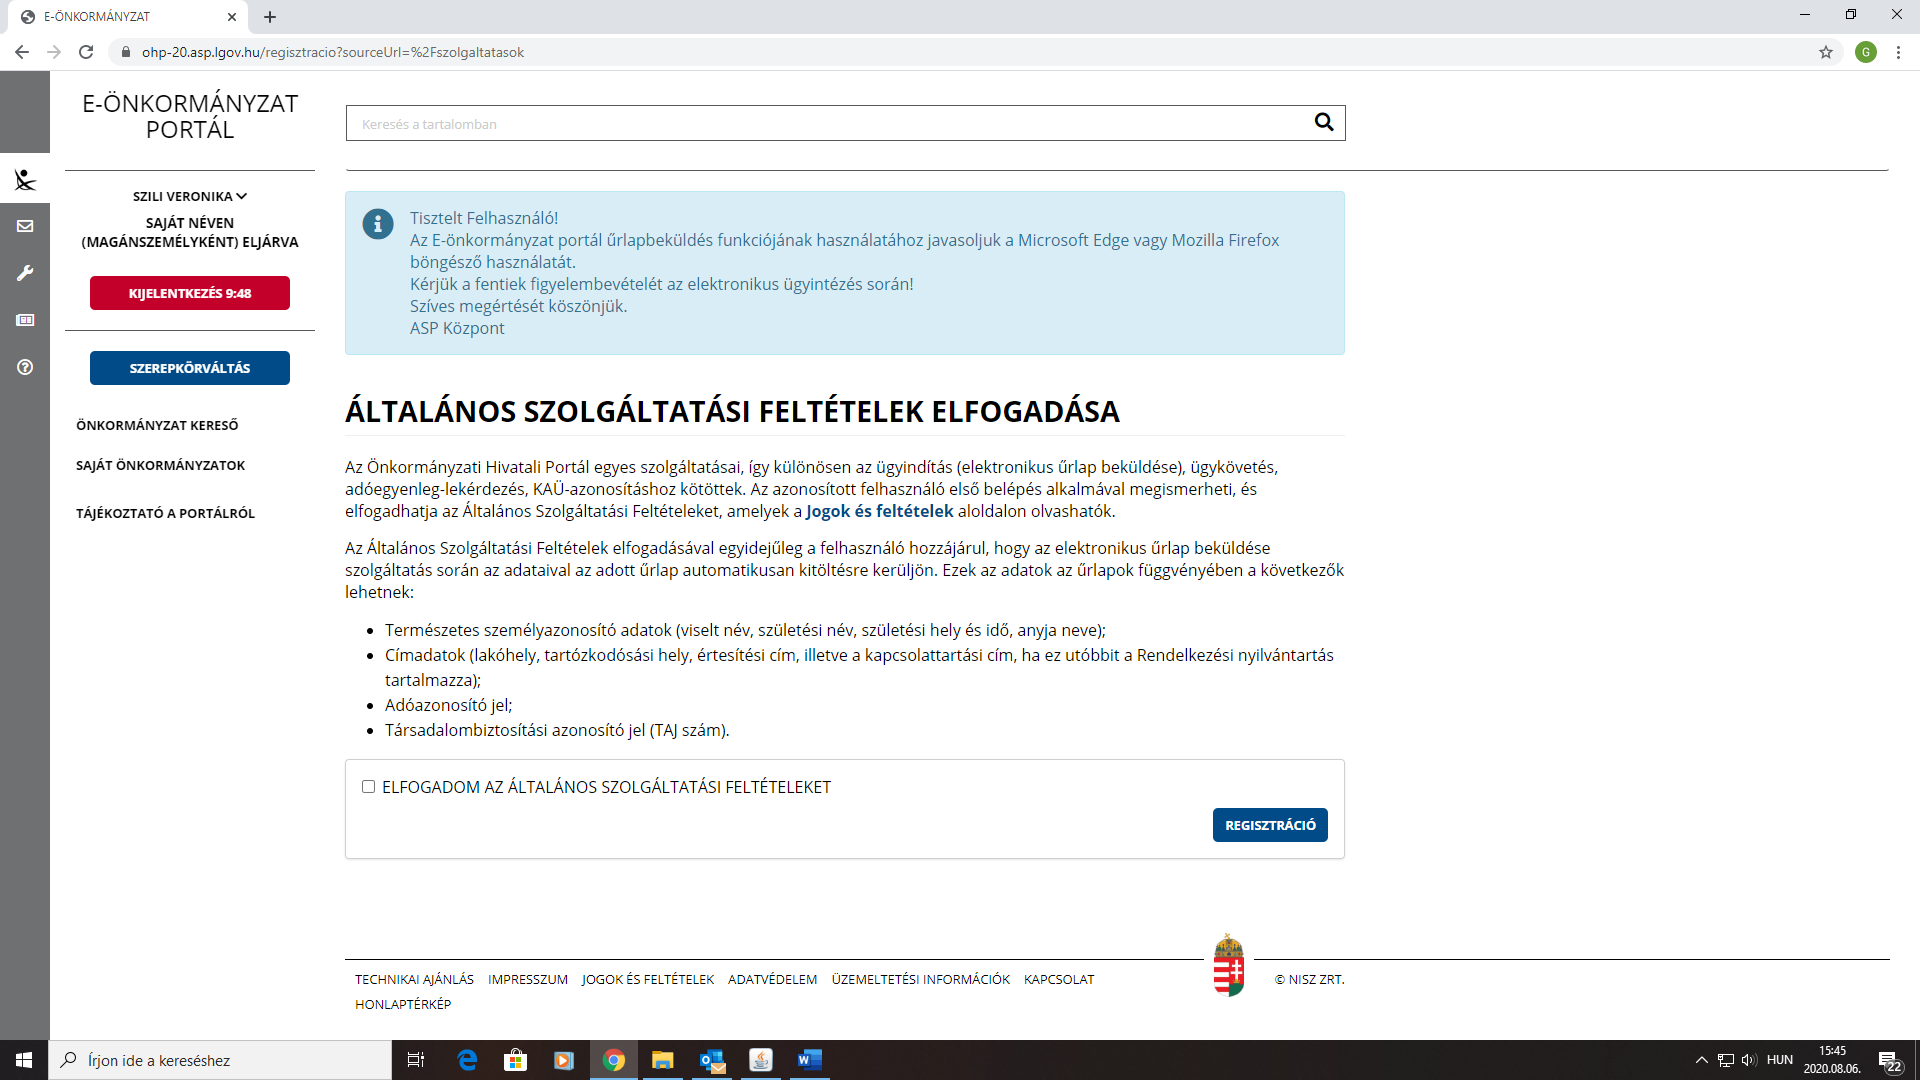 E-ÖNKORMÁNYZAT
ohp-20.asp.lgov.hu/regisztracio?sourceUrl=%2Fszolgaltatasok
G
E-ÖNKORMÁNYZAT
PORTÁL
SZILI VERONIKA
SAJÁT NÉVEN
(MAGÁNSZEMÉLYKÉNT) ELJÁRVA
KIJELENTKEZÉS 9:48
SZEREPKÖRVÁLTÁS
ÖNKORMÁNYZAT KERESŐ
SAJÁT ÖNKORMÁNYZATOK
TÁJÉKOZTATÓ A PORTÁLRÓL
Keresés a tartalomban
Tisztelt Felhasználó!
Az E-önkormányzat portál űrlapbeküldés funkciójának használatához javasoljuk a Microsoft Edge vagy Mozilla Firefox
böngésző használatát.
Kérjük a fentiek figyelembevételét az elektronikus ügyintézés során!
Szíves megértését köszönjük.
ASP Központ
ÁLTALÁNOS SZOLGÁLTATÁSI FELTÉTELEK ELFOGADÁSA
Az Önkormányzati Hivatali Portál egyes szolgáltatásai, így különösen az ügyindítás (elektronikus űrlap beküldése), ügykövetés,
adóegyenleg-lekérdezés, KAÜ-azonosításhoz kötöttek. Az azonosított felhasználó első belépés alkalmával megismerheti, és
elfogadhatja az Általános Szolgáltatási Feltételeket, amelyek a Jogok és feltételek aloldalon olvashatók.
Az Általános Szolgáltatási Feltételek elfogadásával egyidejűleg a felhasználó hozzájárul, hogy az elektronikus űrlap beküldése
szolgáltatás során az adataival az adott űrlap automatikusan kitöltésre kerüljön. Ezek az adatok az űrlapok függvényében a következők
lehetnek:
Természetes személyazonosító adatok (viselt név, születési név, születési hely és idő, anyja neve);
Címadatok (lakóhely, tartózkodósási hely, értesítési cím, illetve a kapcsolattartási cím, ha ez utóbbit a Rendelkezési nyilvántartás
tartalmazza);
Adóazonosító jel;
Társadalombiztosítási azonosító jel (TAJ szám).
ELFOGADOM AZ ÁLTALÁNOS SZOLGÁLTATÁSI FELTÉTELEKET
REGISZTRÁCIÓ
TECHNIKAI AJÁNLÁS IMPRESSZUM JOGOK ÉS FELTÉTELEK ADATVÉDELEM ÜZEMELTETÉSI INFORMÁCIÓK KAPCSOLAT
HONLAPTÉRKÉP
© NISZ ZRT.
Írjon ide a kereséshez
HUN
15:45
2020.08.06.
22